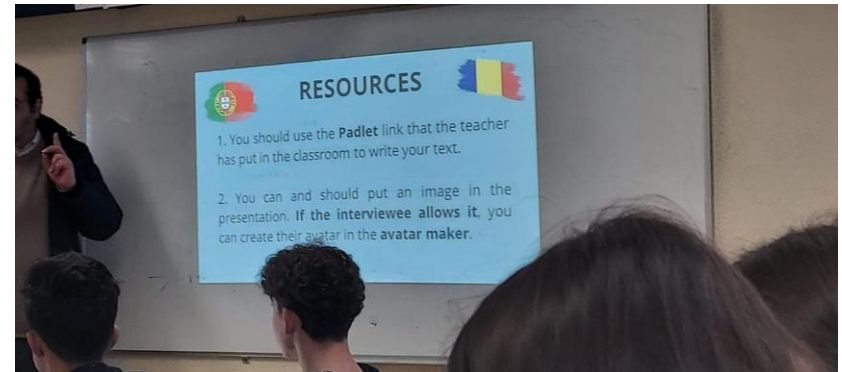 RESOURCES
1. You should use the Padlet link that the teacher
has put in the classroom to write your text.
2. You can and should put an image in the
presentation. If the interviewee allows it, you
can create their avatar in the avatar maker.